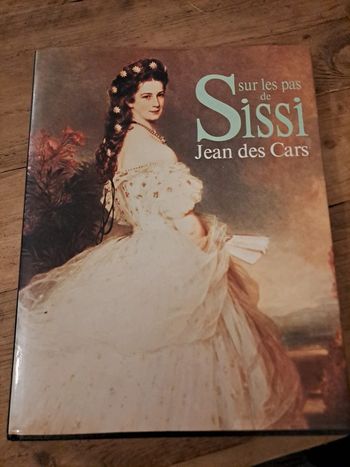 sur les pas
de
Sissi
Jean des Cars